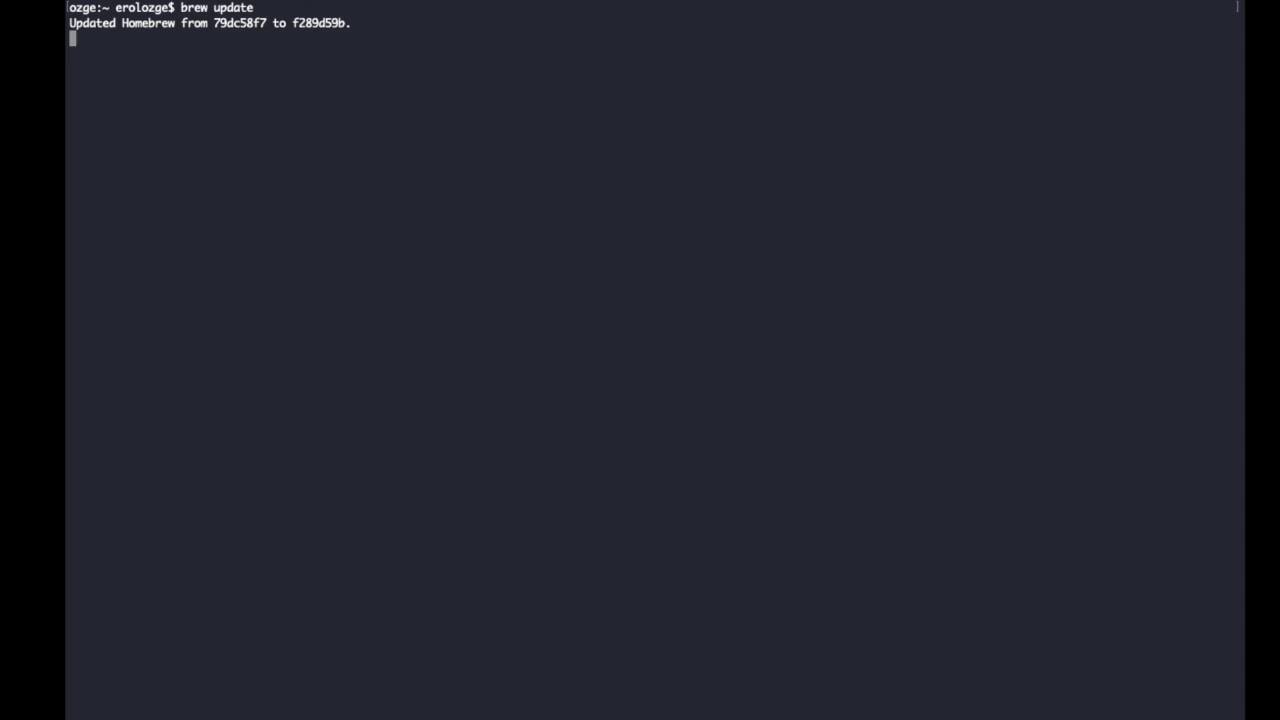 [ozge:~ erolozge$ brew update ]
Updated Homebrew from 79dc58f7 to f289d59b.